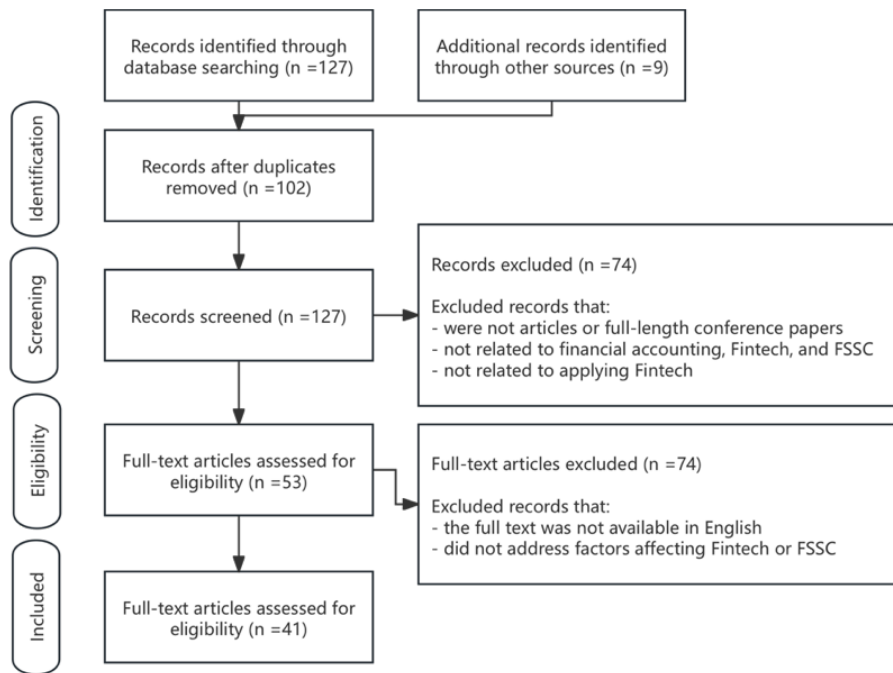 Records identified through
database searching (n =127)
Additional records identified
through other sources (n =9)
Identification
Records after duplicates
removed (n =102)
Screening
Records screened (n =127)
Records excluded (n =74)
Excluded records that:
- were not articles or full-length conference papers
- not related to financial accounting, Fintech, and FSSC
- not related to applying Fintech
Eligibility
Full-text articles assessed for
eligibility (n =53)
Full-text articles excluded (n =74)
Excluded records that:
- the full text was not available in English
- did not address factors affecting Fintech or FSSC
Included
Full-text articles assessed for
eligibility (n =41)